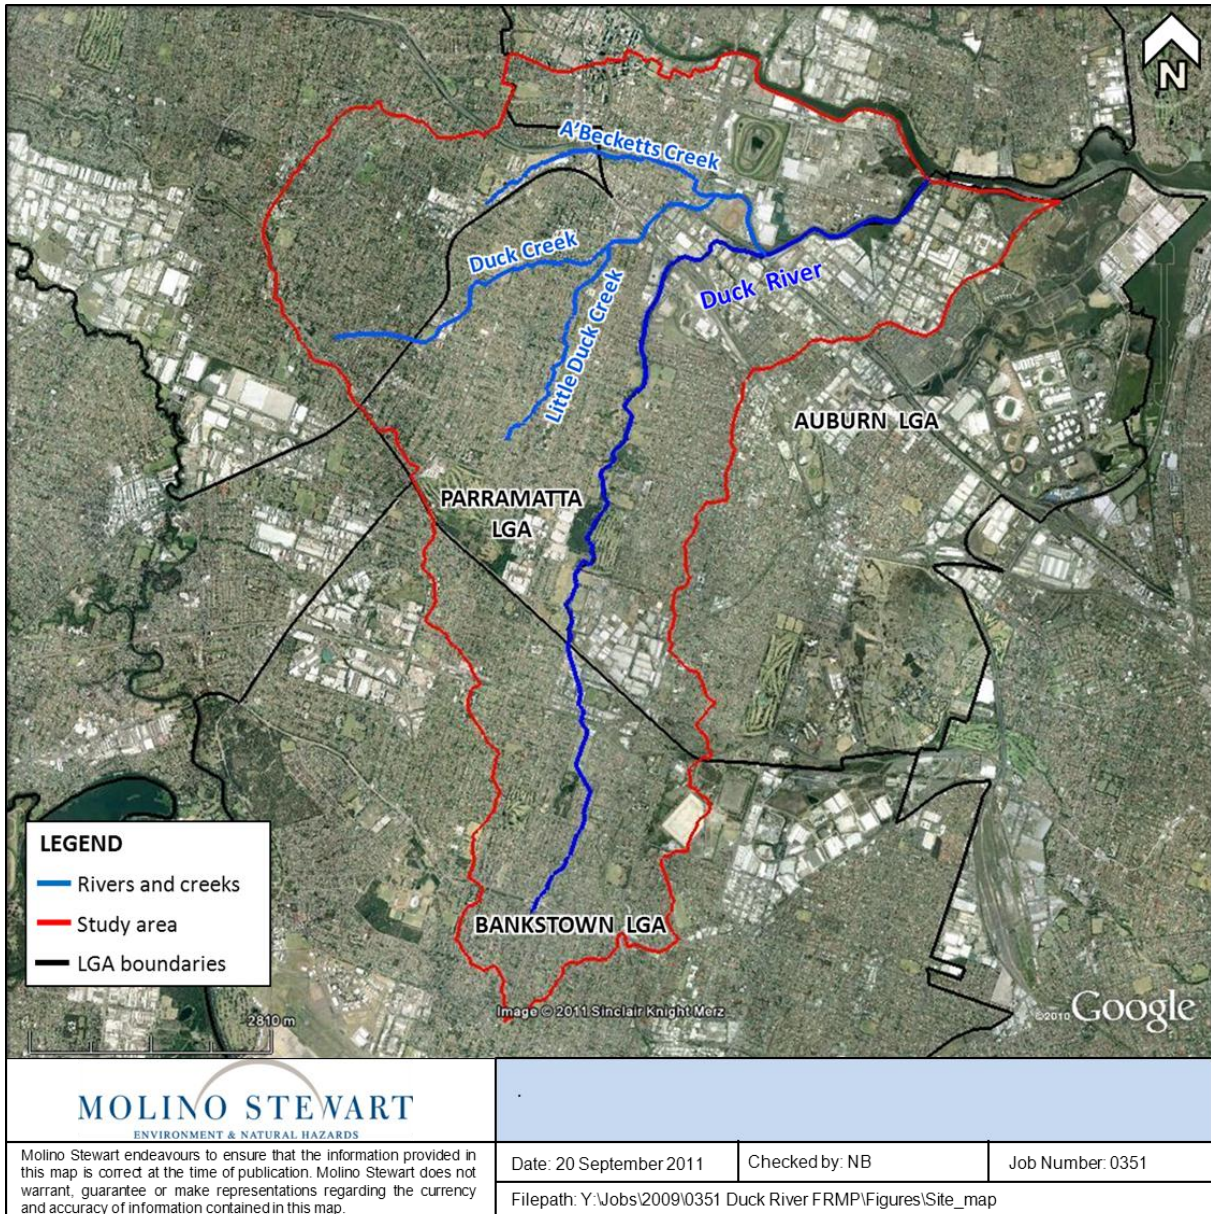 N
A'Becketts Creek
Duck Creek
Duck River
Little Duck Creek
AUBURN LGA
PARRAMATTA
LGA
LEGEND
Rivers and creeks
Study area
LGA boundaries
BANKSTOWN LGA
Image © 2011 Sinclair Knight Merz
©2010 Google
2810 m
MOLINO STEWART
ENVIRONMENT & NATURAL HAZARDS
.
Molino Stewart endeavours to ensure that the information provided in
this map is correct at the time of publication. Molino Stewart does not
warrant, guarantee or make representations regarding the currency
and accuracy of information contained in this map.
Date: 20 September 2011
Checked by: NB
Job Number: 0351
Filepath: Y:\Jobs\2009\0351 Duck River FRMP\Figures\Site_map